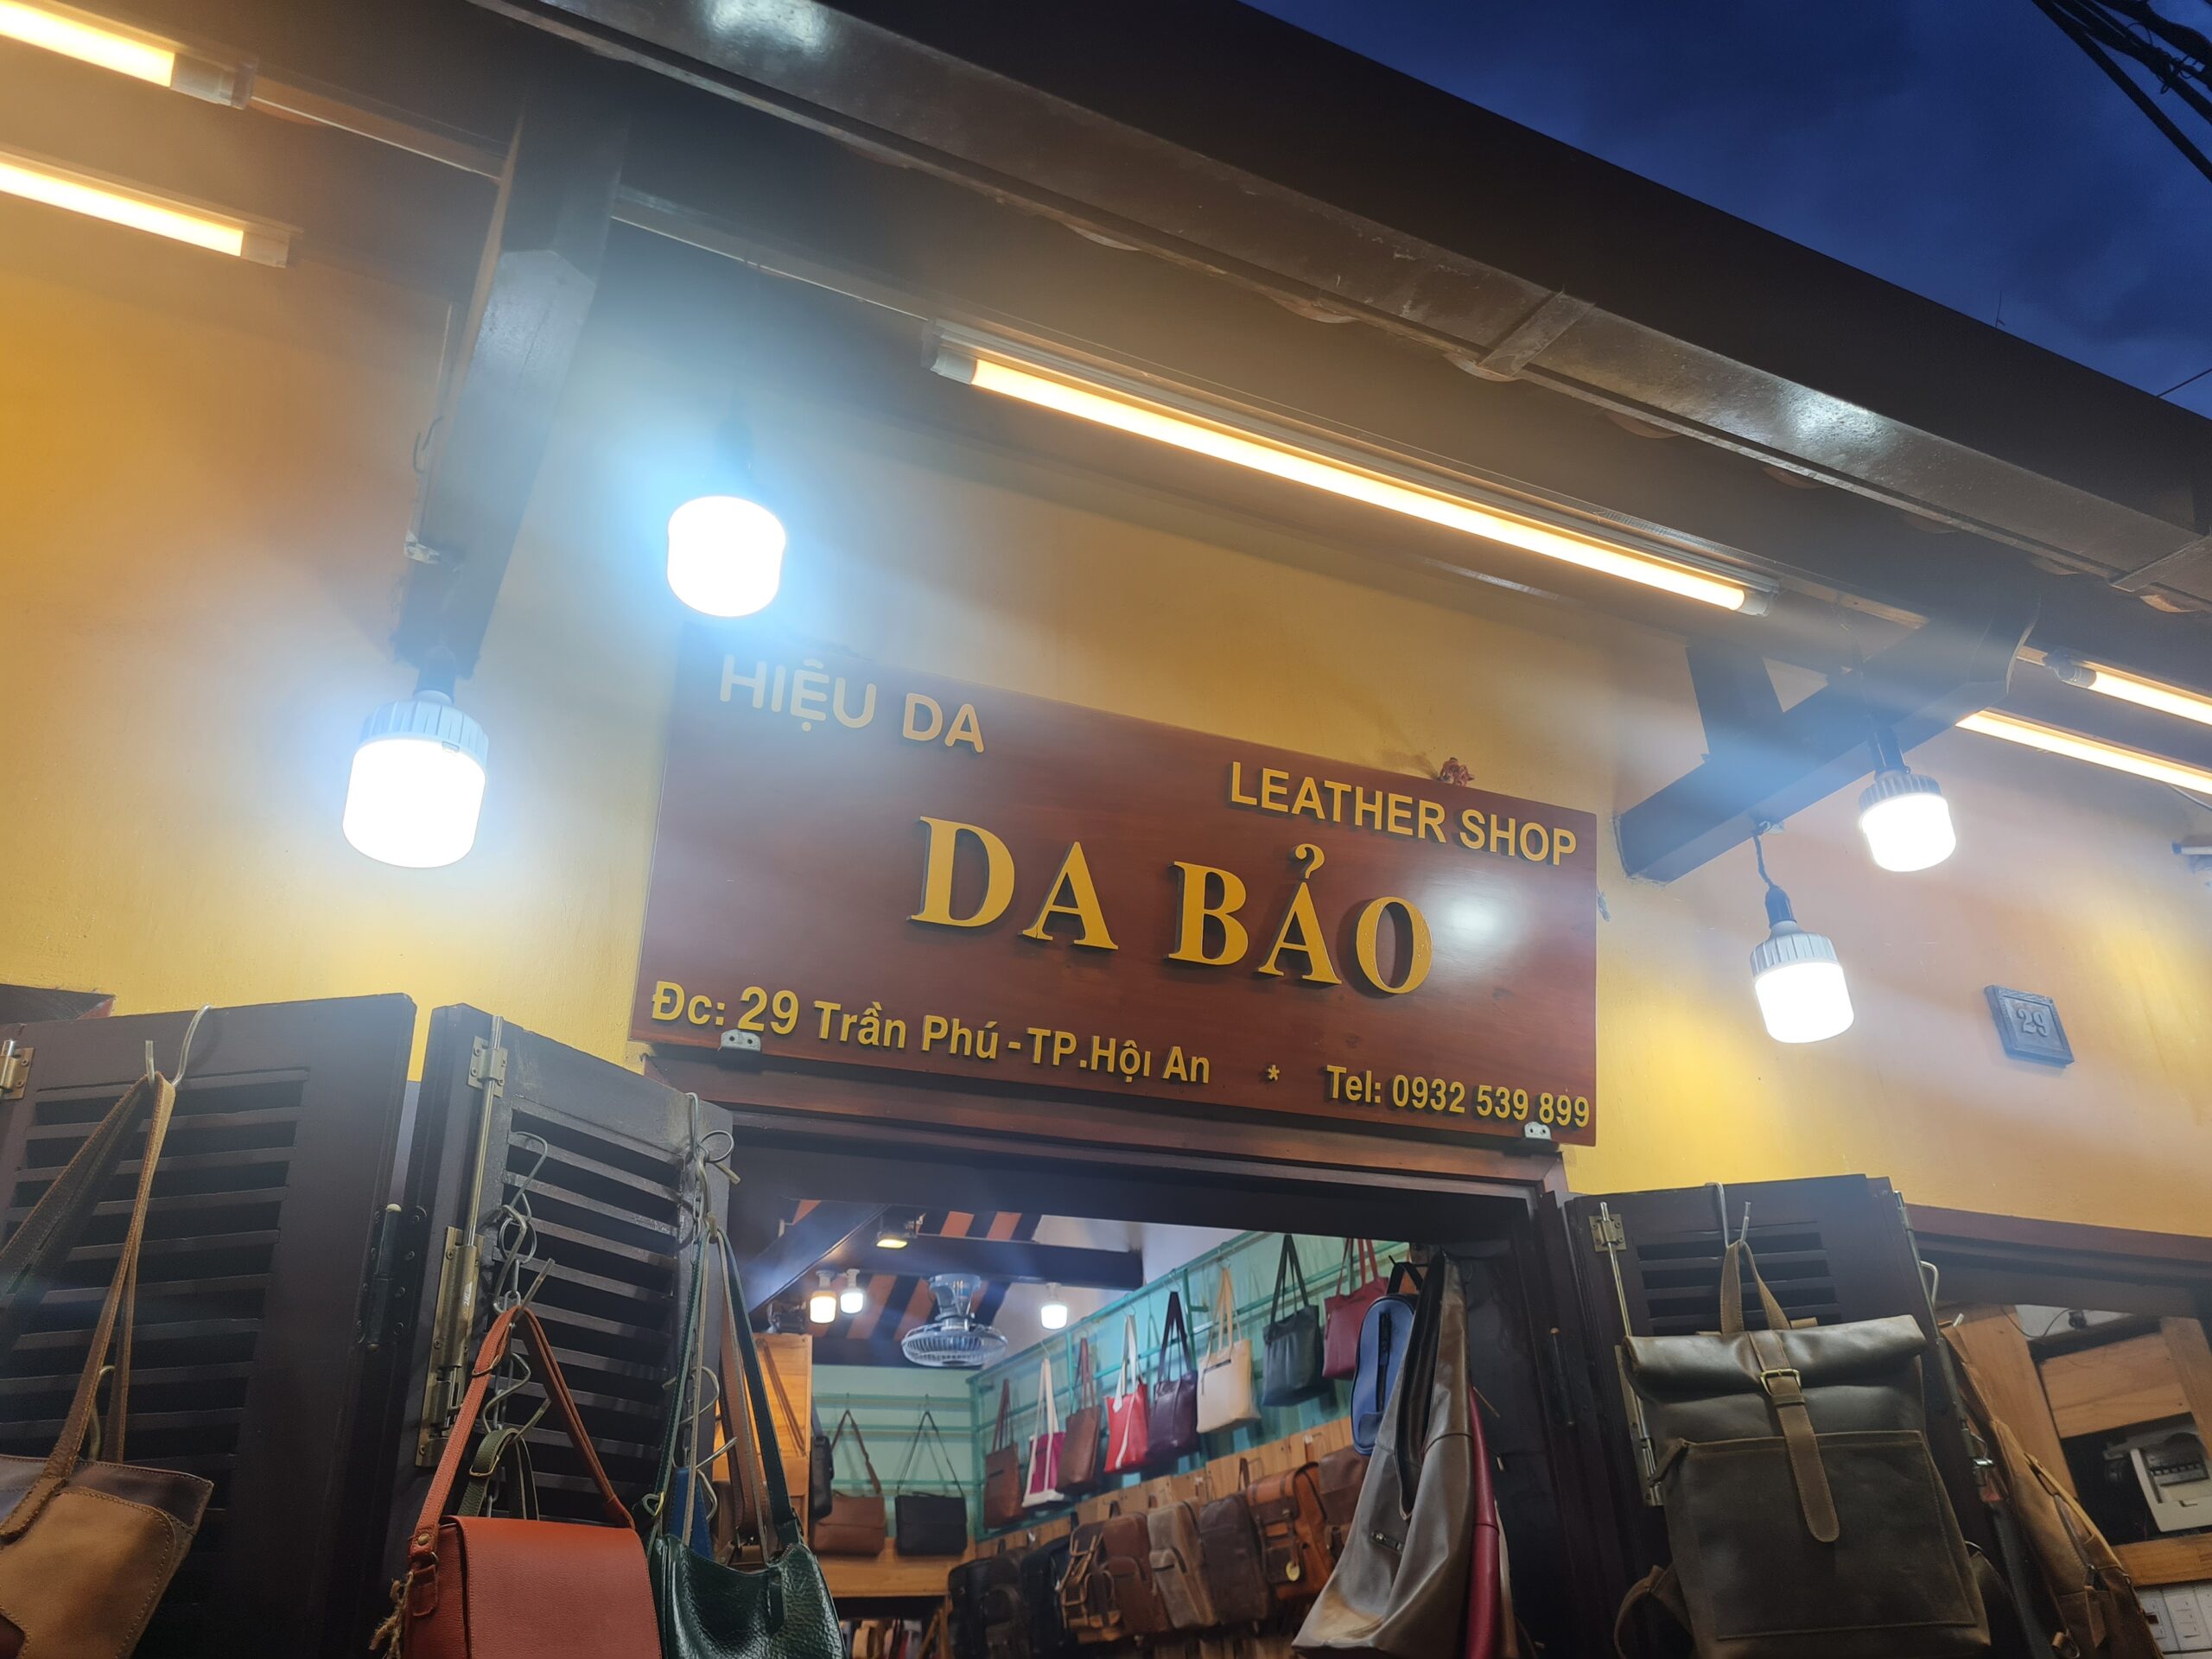 HIỆU DA
LEATHER SHOP
DA BẢO
Đc: 29 Trần Phú - TP.Hội An * Tel: 0932 539 899
29